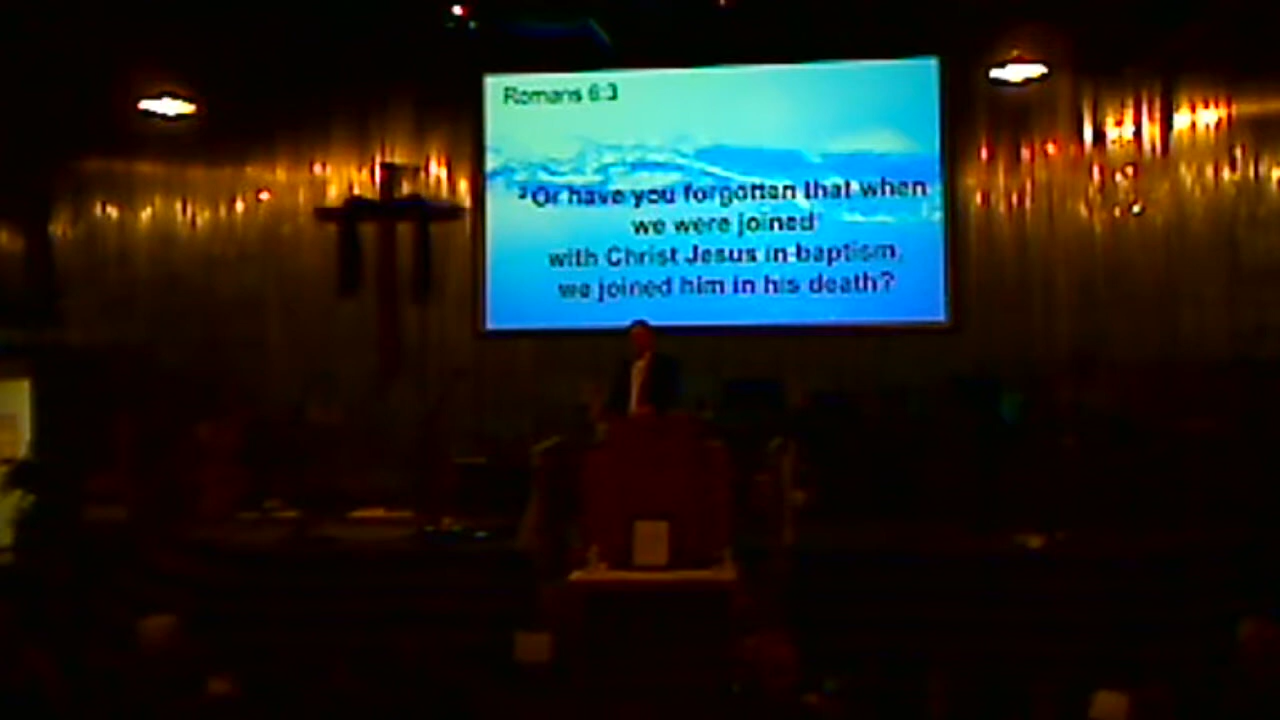 Romans 6:3
³Or have you forgotten that when
we were joined
with Christ Jesus in baptism,
we joined him in his death?